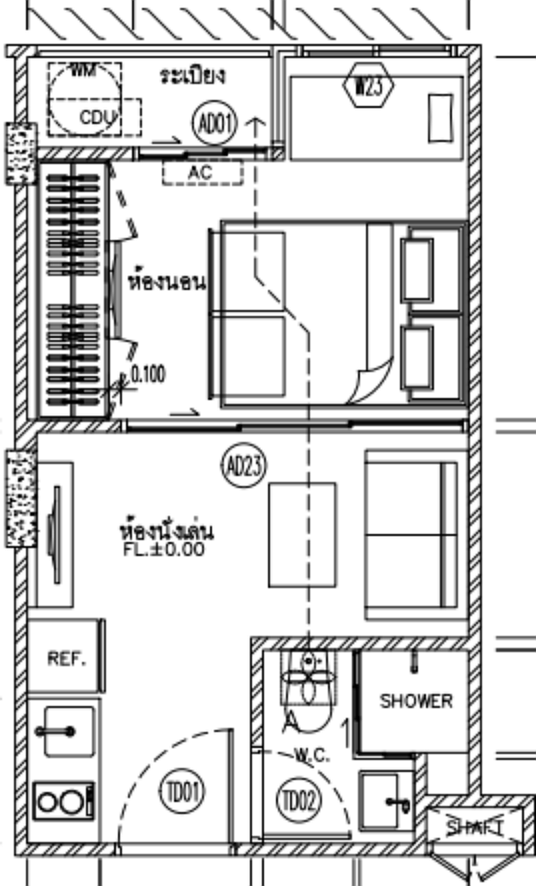 WM
ระเบียง
W23
CDU
AD01
AC
ห้องนอน
0.100
AD23
ห้องนั่งเล่น
FL.±0.00
REF.
SHOWER
W.C.
TD01
TD02
SHAFT